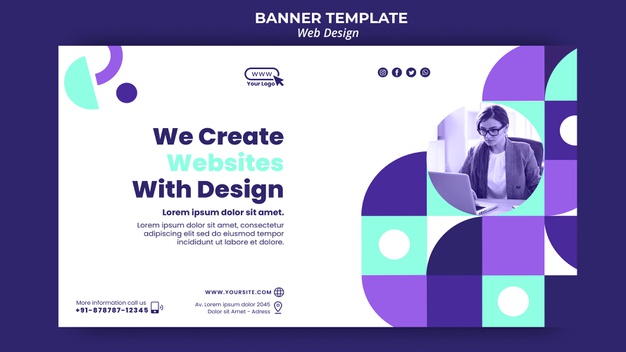 BANNER TEMPLATE
Web Design
WWW
Your Logo
We Create
Websites
With Design
Lorem ipsum dolor sit amet.
Lorem ipsum dolor sit amet, consectetur
adipiscing elit sed do eiusmod tempor
incididunt ut labore et dolore.
WWW.YOURSITE.COM
More information call us
+91-878787-12345
Av. Lorem ipsum dolor 2045
Dolor sit Amet - Adress